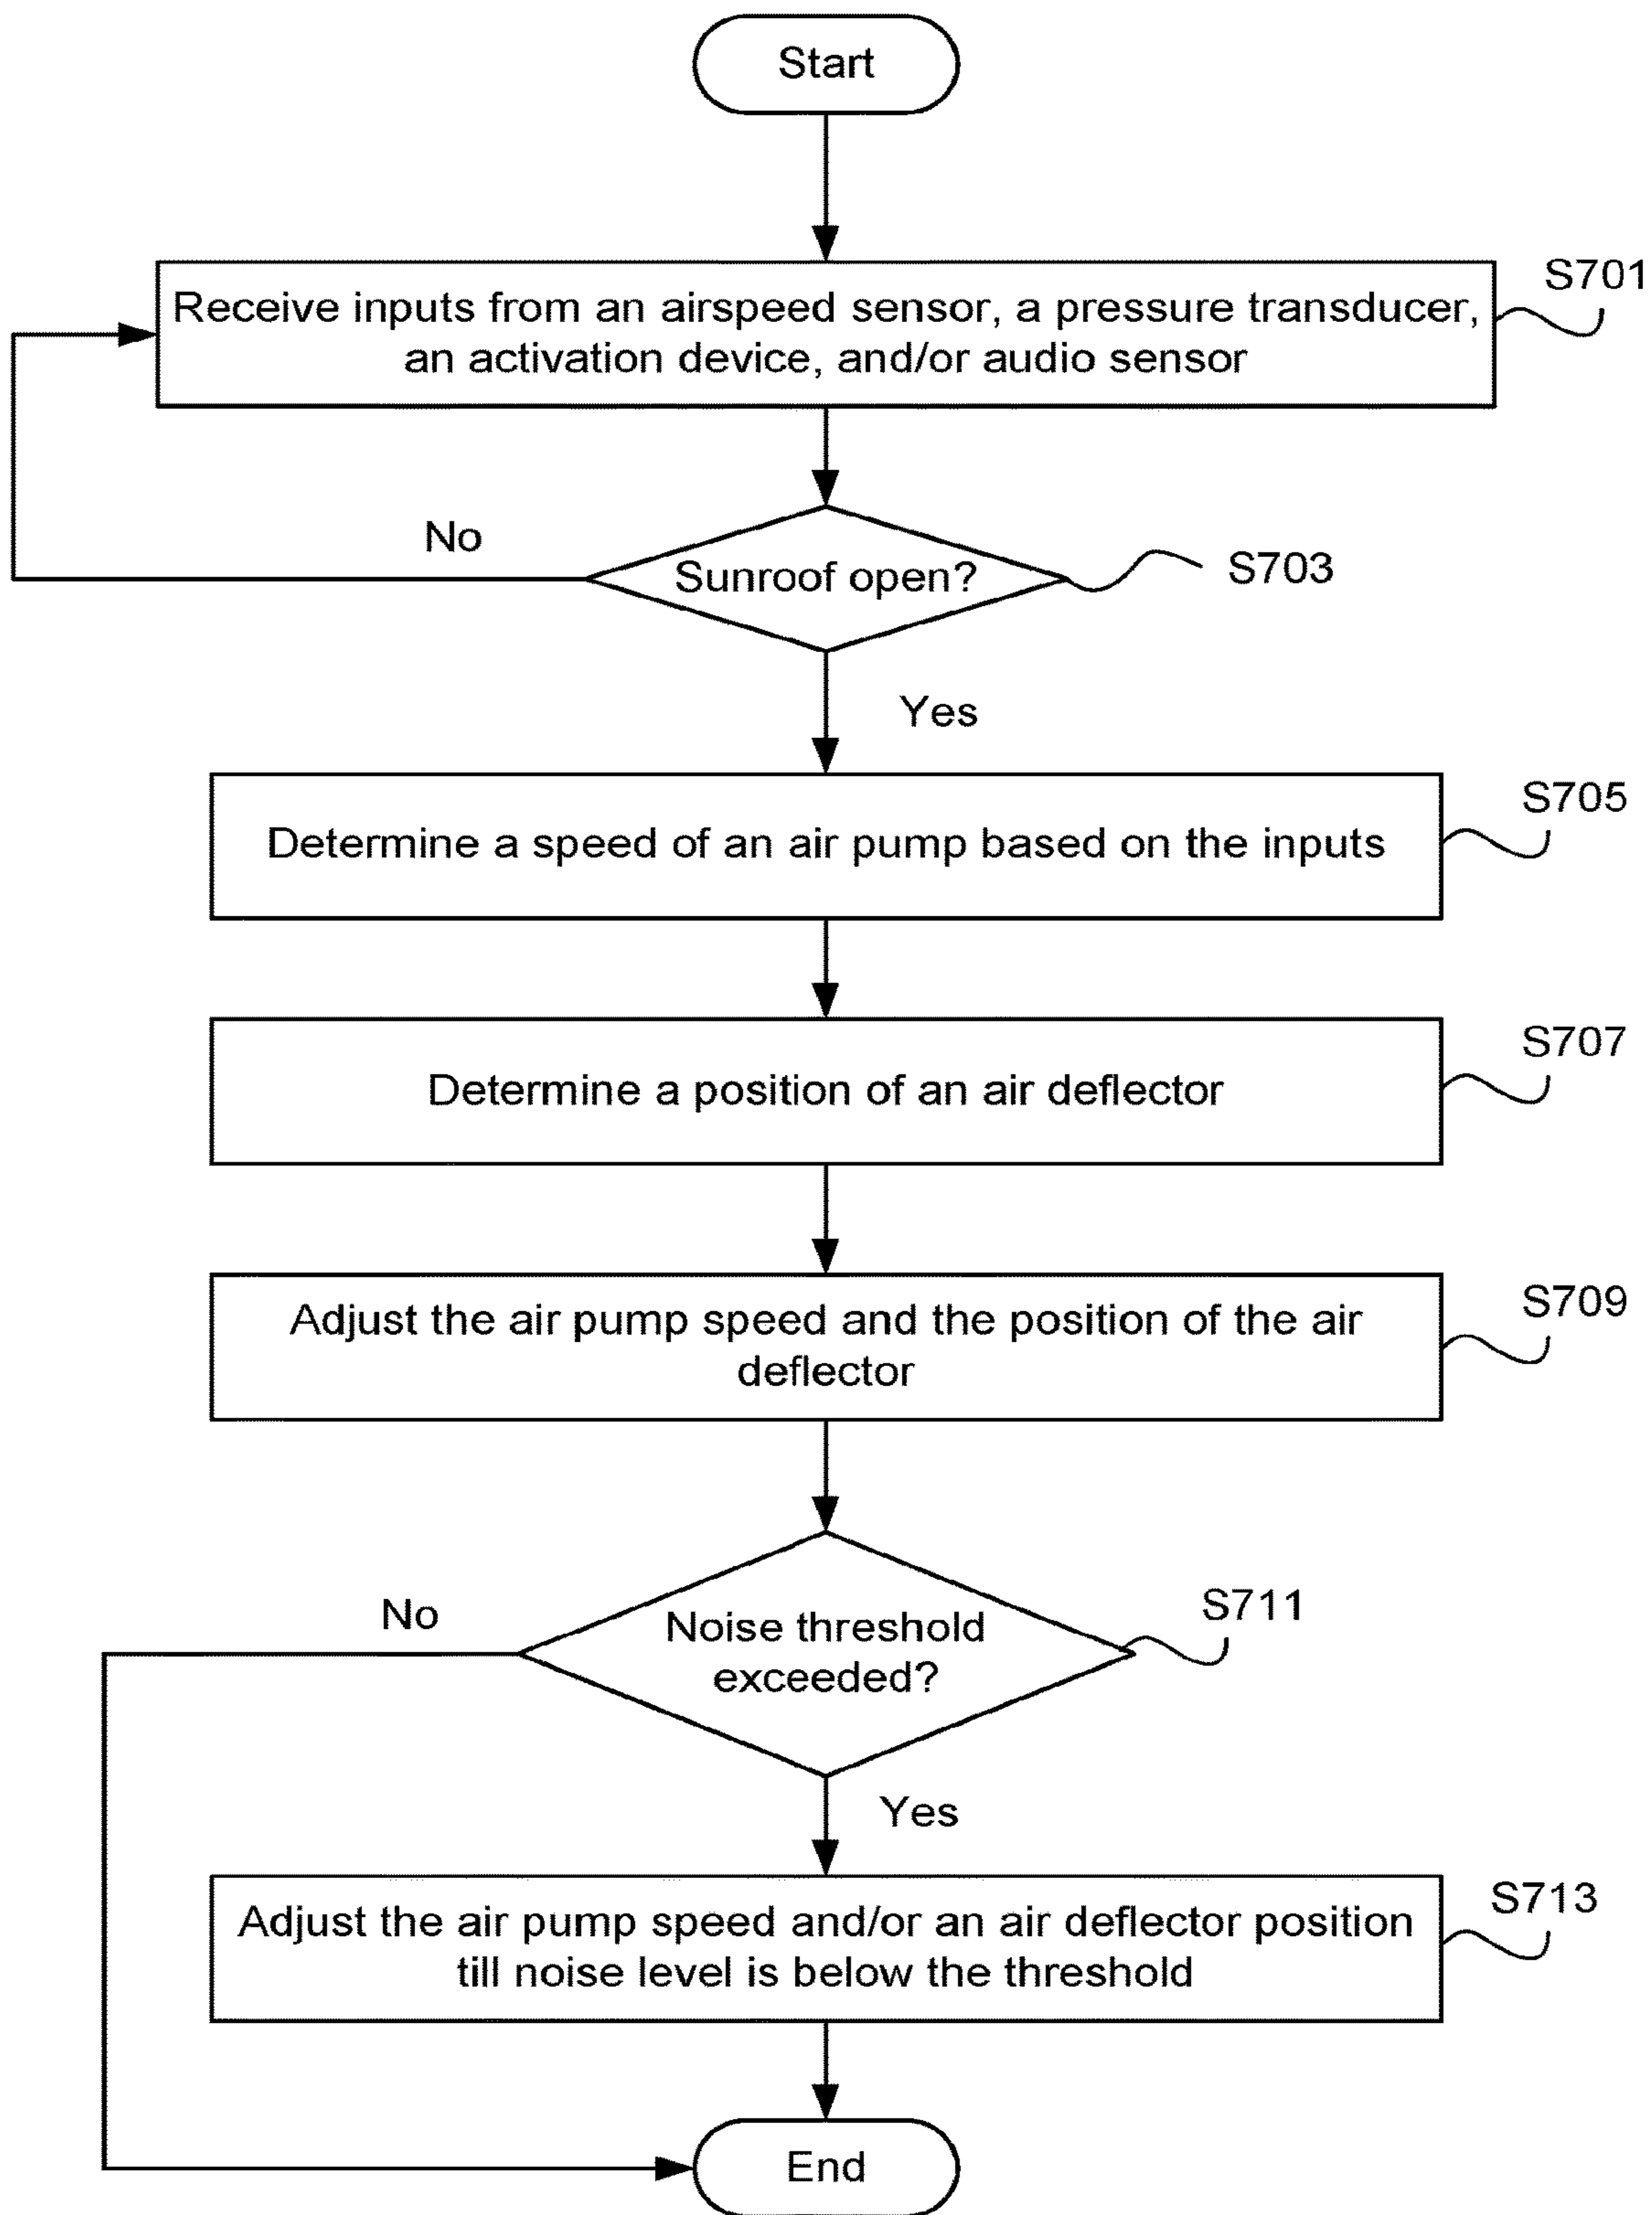 Start
S701
Receive inputs from an airspeed sensor, a pressure transducer,
an activation device, and/or audio sensor
No
Sunroof open?
S703
Yes
S705
Determine a speed of an air pump based on the inputs
S707
Determine a position of an air deflector
S709
Adjust the air pump speed and the position of the air
deflector
No
S711
Noise threshold
exceeded?
Yes
S713
Adjust the air pump speed and/or an air deflector position
till noise level is below the threshold
End